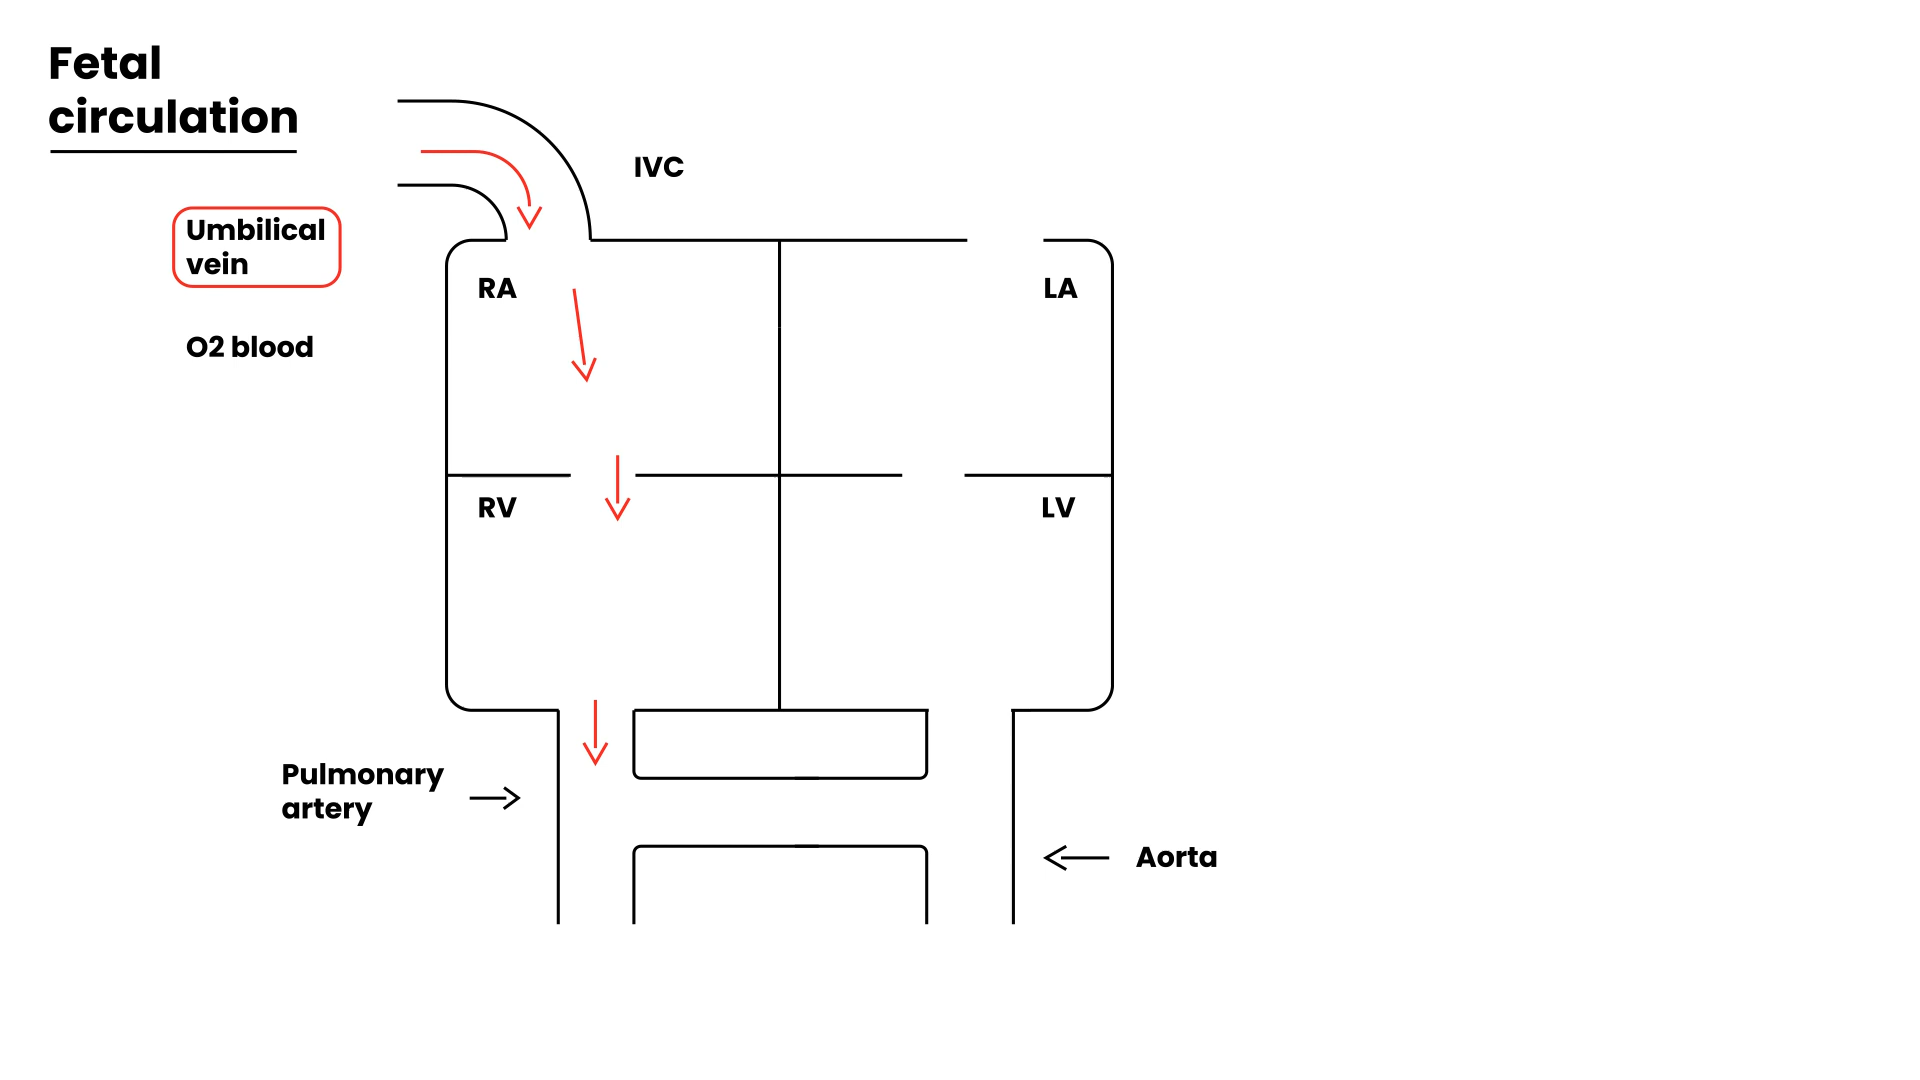 Fetal
circulation
IVC
Umbilical
vein
RA
LA
O2 blood
RV
LV
Pulmonary
artery
Aorta